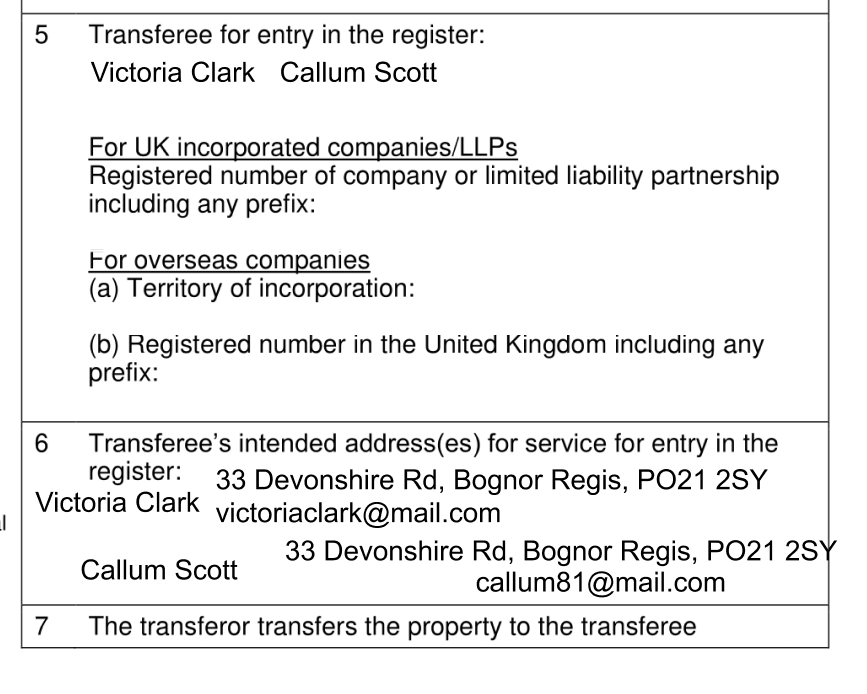 5 Transferee for entry in the register:
Victoria Clark Callum Scott
For UK incorporated companies/LLPs
Registered number of company or limited liability partnership
including any prefix:
For overseas companies
(a) Territory of incorporation:
(b) Registered number in the United Kingdom including any
prefix:
6 Transferee's intended address(es) for service for entry in the
register:
33 Devonshire Rd, Bognor Regis, PO21 2SY
Victoria Clark
victoriaclark@mail.com
33 Devonshire Rd, Bognor Regis, PO21 2SY
Callum Scott
callum81@mail.com
7 The transferor transfers the property to the transferee